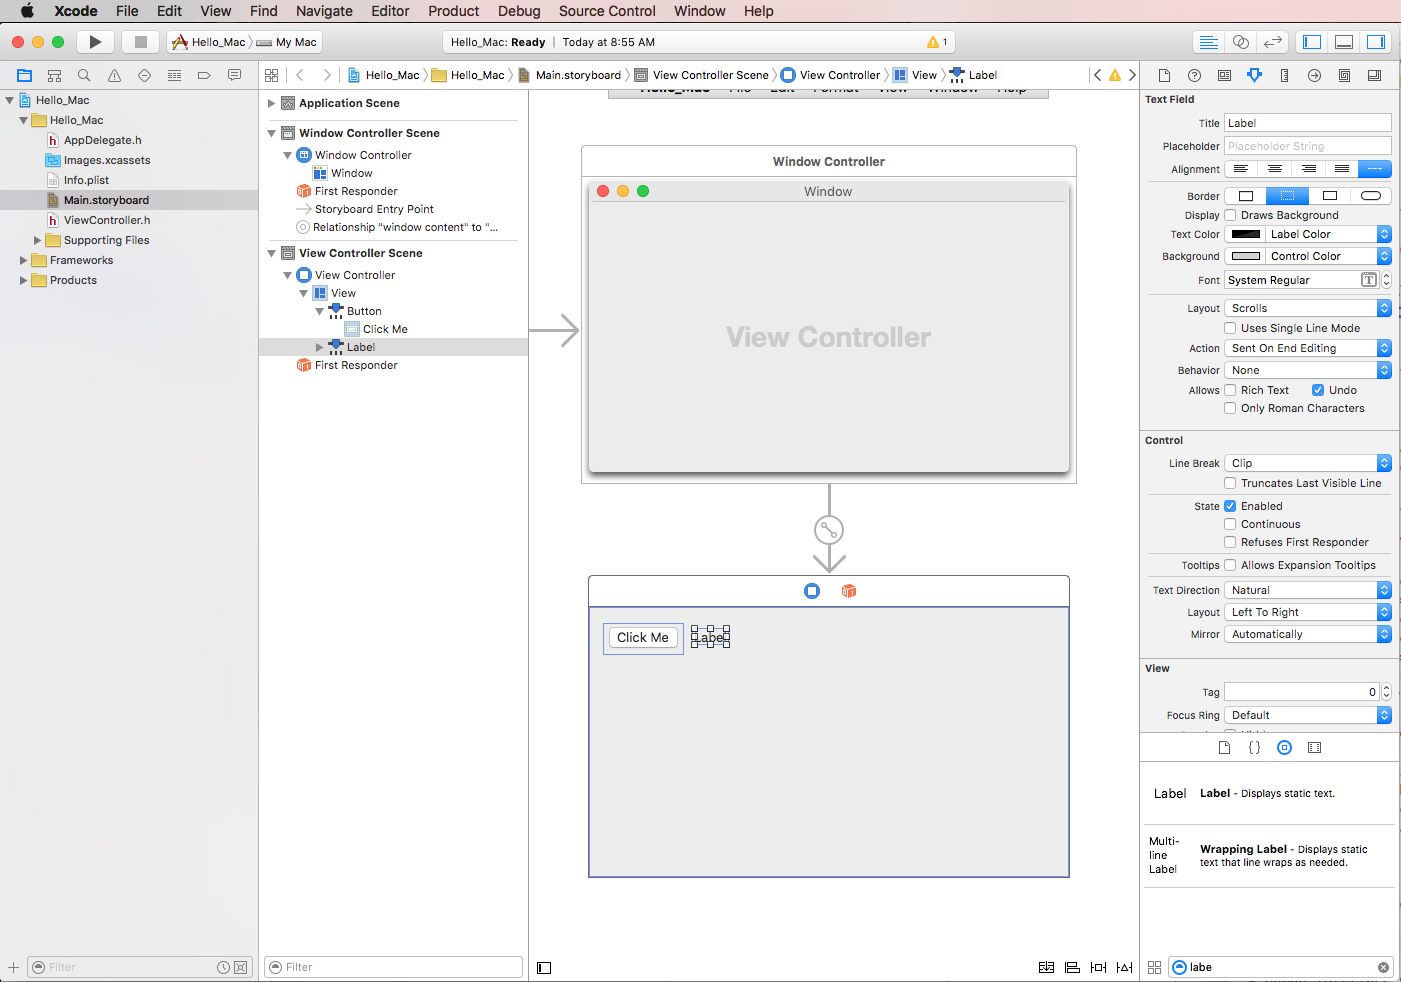 Xcode File Edit View Find Navigate Editor Product Debug Source Control Window Help
Hello_Mac My Mac
Hello_Mac: Ready Today at 8:55 AM 1
Hello_Mac Hello_Mac Main.storyboard View Controller Scene View Controller View Label
Hello_Mac
Hello_Mac
AppDelegate.h
Images.xcassets
Info.plist
Main.storyboard
ViewController.h
Supporting Files
Frameworks
Products
Filter
Application Scene
Window Controller Scene
Window Controller
Window
First Responder
Storyboard Entry Point
Relationship "window content" to "...
View Controller Scene
View Controller
View
Button
Click Me
Label
First Responder
Filter
Hello_Mac File Edit Format View Window Help
Window Controller
Window
View Controller
Click Me Label
Text Field
Title Label
Placeholder Placeholder String
Alignment
Border
Display Draws Background
Text Color Label Color
Background Control Color
Font System Regular T
Layout Scrolls
Uses Single Line Mode
Action Sent On End Editing
Behavior None
Allows Rich Text Undo
Only Roman Characters
Control
Line Break Clip
Truncates Last Visible Line
State Enabled
Continuous
Refuses First Responder
Tooltips Allows Expansion Tooltips
Text Direction Natural
Layout Left To Right
Mirror Automatically
View
Tag 0
Focus Ring Default
Label Label - Displays static text.
Multi-
line
Label
Wrapping Label - Displays static
text that line wraps as needed.
labe